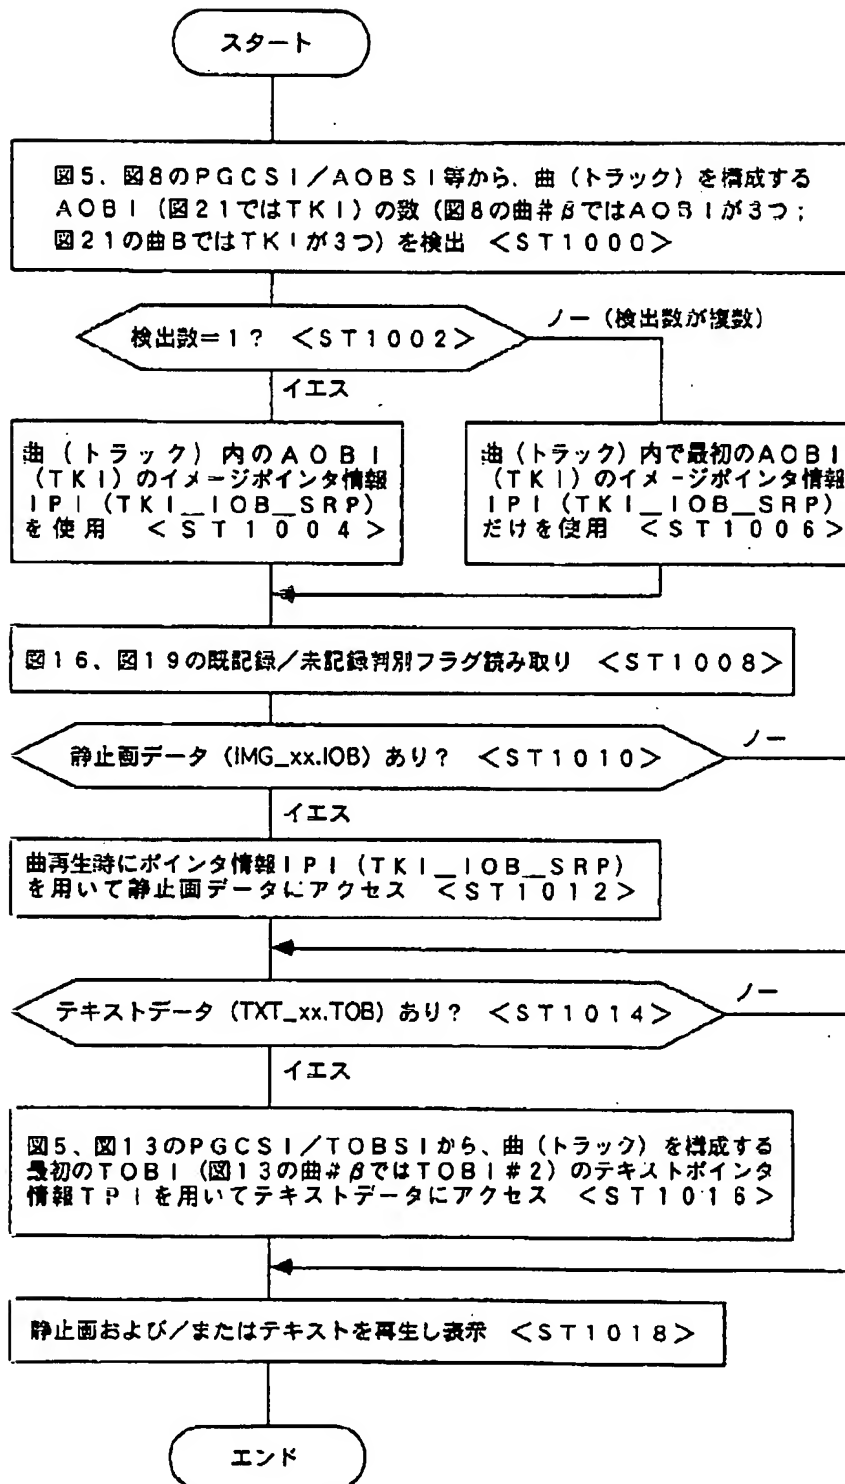 スタート
図5、図8のPGCSI／AOBSI等から、曲（トラック）を構成する
AOBI（図21ではTKI）の数（図8の曲#βではAOBIが3つ；
図21の曲BではTKIが3つ）を検出 ＜ST1000＞
検出数＝1？ ＜ST1002＞
ノー（検出数が複数）
イエス
曲（トラック）内のAOBI
（TKI）のイメージポインタ情報
IPI（TKI_IOB_SRP）
を使用 ＜ST1004＞
曲（トラック）内で最初のAOBI
（TKI）のイメージポインタ情報
IPI（TKI_IOB_SRP）
だけを使用 ＜ST1006＞
図16、図19の既記録／未記録判別フラグ読み取り ＜ST1008＞
静止画データ（IMG_xx.IOB）あり？ ＜ST1010＞
ノー
イエス
曲再生時にポインタ情報IPI（TKI_IOB_SRP）
を用いて静止画データにアクセス ＜ST1012＞
テキストデータ（TXT_xx.TOB）あり？ ＜ST1014＞
ノー
イエス
図5、図13のPGCSI／TOBSIから、曲（トラック）を構成する
最初のTOBI（図13の曲#βではTOBI#2）のテキストポインタ
情報TPIを用いてテキストデータにアクセス ＜ST1016＞
静止画および／またはテキストを再生し表示 ＜ST1018＞
エンド